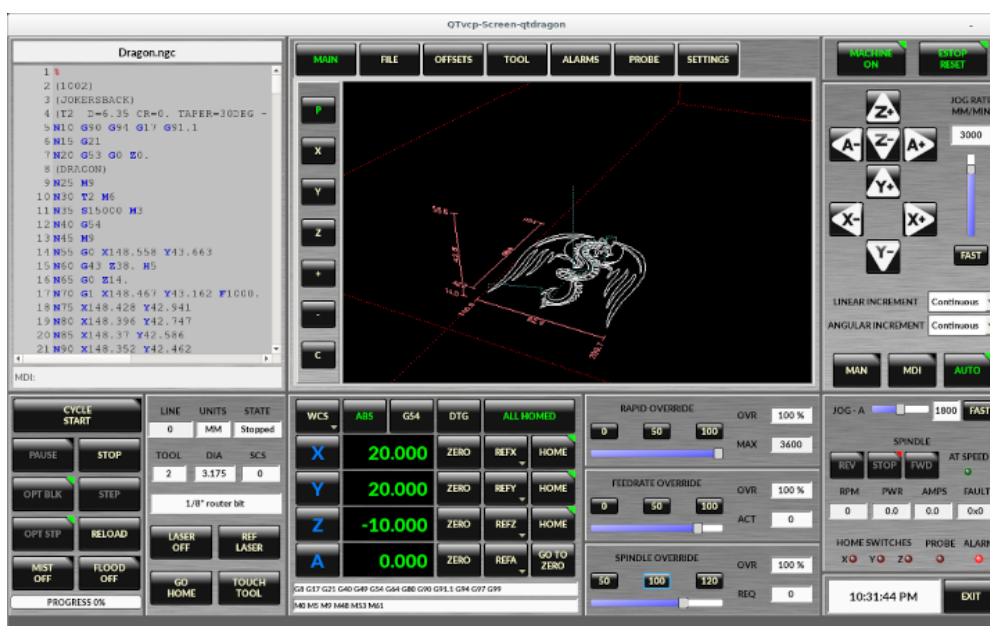 QTvcp-Screen-qtdragon
Dragon.ngc
1 %
2 (1002)
3 (JOKERSBACK)
4 (T2 D=6.35 CR=0. TAPER=30DEG -
5 N10 G90 G94 G17 G91.1
6 N15 G21
7 N20 G53 G0 Z0.
8 (DRAGON)
9 N25 M9
10 N30 T2 M6
11 N35 S15000 M3
12 N40 G54
13 N45 M9
14 N55 G0 X148.558 Y43.663
15 N60 G43 Z38. H5
16 N65 G0 Z14.
17 N70 G1 X148.467 Y43.162 F1000.
18 N75 X148.428 Y42.941
19 N80 X148.396 Y42.747
20 N85 X148.37 Y42.586
21 N90 X148.352 Y42.462
MDI:
MAIN FILE OFFSETS TOOL ALARMS PROBE SETTINGS
P
X
Y
Z
+
-
C
MACHINE ON
ESTOP RESET
JOG RATE
MM/MIN
3000
Z+
A- Z- A+
Y+
X- X+
Y-
FAST
LINEAR INCREMENT Continuous
ANGULAR INCREMENT Continuous
MAN MDI AUTO
CYCLE START
PAUSE STOP
OPT BLK STEP
OPT STP RELOAD
MIST OFF
FLOOD OFF
PROGRESS 0%
LINE UNITS STATE
0 MM Stopped
TOOL DIA SCS
2 3.175 0
1/8" router bit
LASER OFF
REF LASER
GO HOME
TOUCH TOOL
WCS ABS G54 DTG ALL HOMED
X 20.000 ZERO REFX HOME
Y 20.000 ZERO REFY HOME
Z -10.000 ZERO REFZ HOME
A 0.000 ZERO REFA GO TO ZERO
G8 G17 G21 G40 G49 G54 G64 G80 G90 G91.1 G94 G97 G99
M0 M5 M9 M48 M53 M61
RAPID OVERRIDE OVR 100 %
0 50 100
MAX 3600
FEEDRATE OVERRIDE OVR 100 %
0 50 100
ACT 0
SPINDLE OVERRIDE OVR 100 %
50 100 120
REQ 0
JOG - A 1800 FAST
SPINDLE
REV STOP FWD AT SPEED
RPM PWR AMPS FAULT
0 0.0 0.0 0x0
HOME SWITCHES PROBE ALARM
X Y Z
10:31:44 PM EXIT